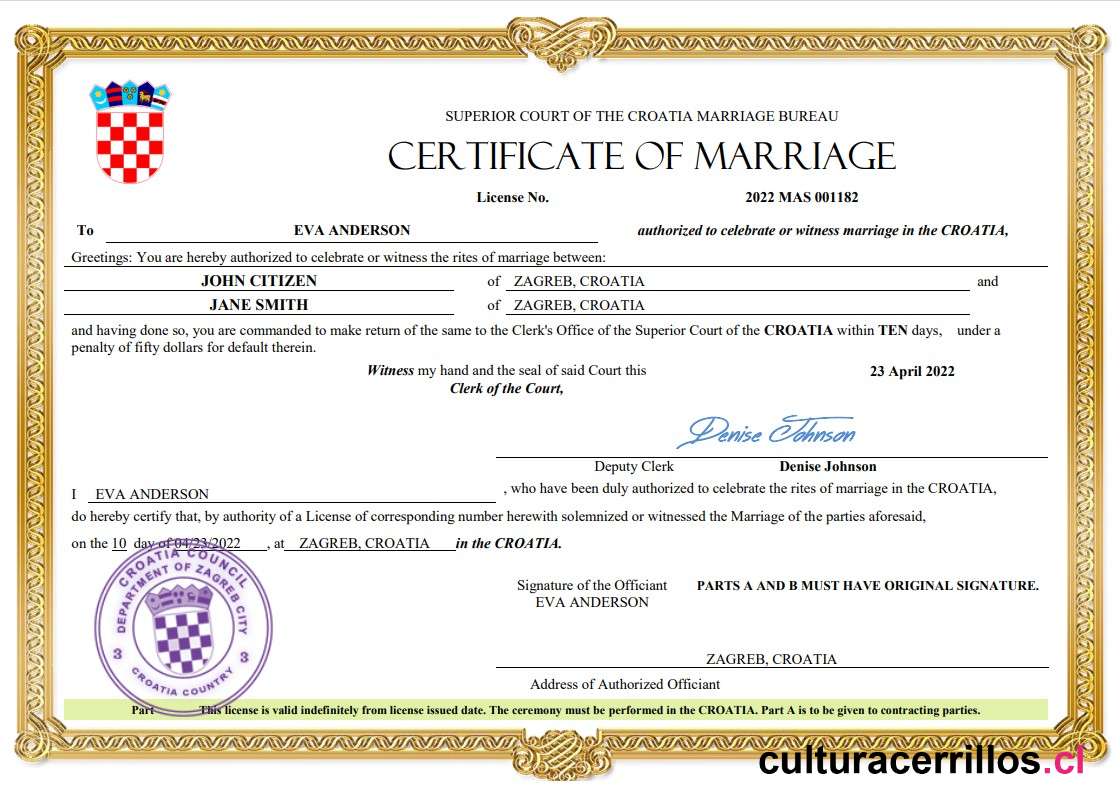 SUPERIOR COURT OF THE CROATIA MARRIAGE BUREAU
CERTIFICATE OF MARRIAGE
License No. 2022 MAS 001182
To EVA ANDERSON authorized to celebrate or witness marriage in the CROATIA,
Greetings: You are hereby authorized to celebrate or witness the rites of marriage between:
JOHN CITIZEN of ZAGREB, CROATIA and
JANE SMITH of ZAGREB, CROATIA
and having done so, you are commanded to make return of the same to the Clerk's Office of the Superior Court of the CROATIA within TEN days, under a
penalty of fifty dollars for default therein.
Witness my hand and the seal of said Court this 23 April 2022
Clerk of the Court,
Denise Johnson
Deputy Clerk Denise Johnson
I EVA ANDERSON , who have been duly authorized to celebrate the rites of marriage in the CROATIA,
do hereby certify that, by authority of a License of corresponding number herewith solemnized or witnessed the Marriage of the parties aforesaid,
on the 10 day of 04/23/2022 , at ZAGREB, CROATIA in the CROATIA.
CROATIA COUNCIL
DEPARTMENT OF ZAGREB CITY
3 3
CROATIA COUNTRY
Signature of the Officiant PARTS A AND B MUST HAVE ORIGINAL SIGNATURE.
EVA ANDERSON
ZAGREB, CROATIA
Address of Authorized Officiant
Part This license is valid indefinitely from license issued date. The ceremony must be performed in the CROATIA. Part A is to be given to contracting parties.
culturacerrillos.cl